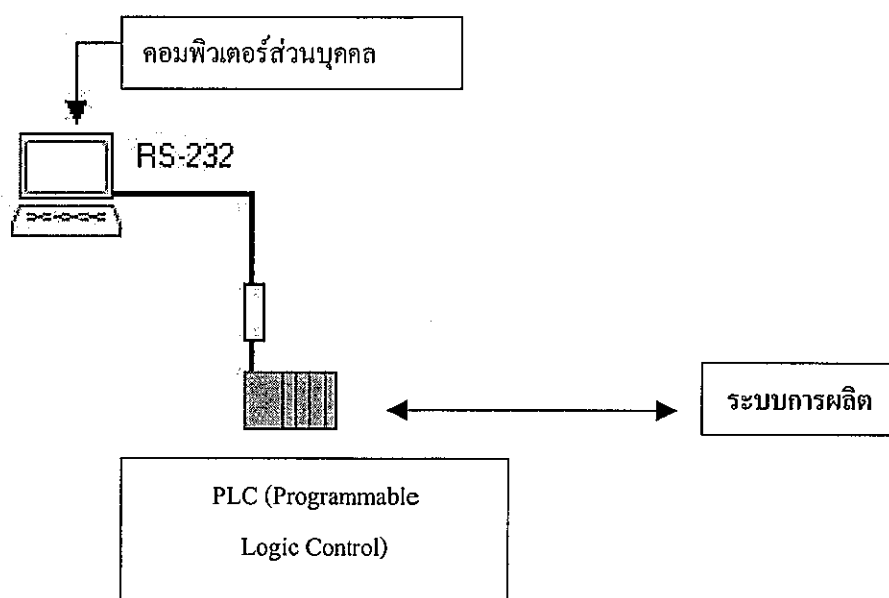 คอมพิวเตอร์ส่วนบุคคล
RS-232
ระบบการผลิต
PLC (Programmable
Logic Control)